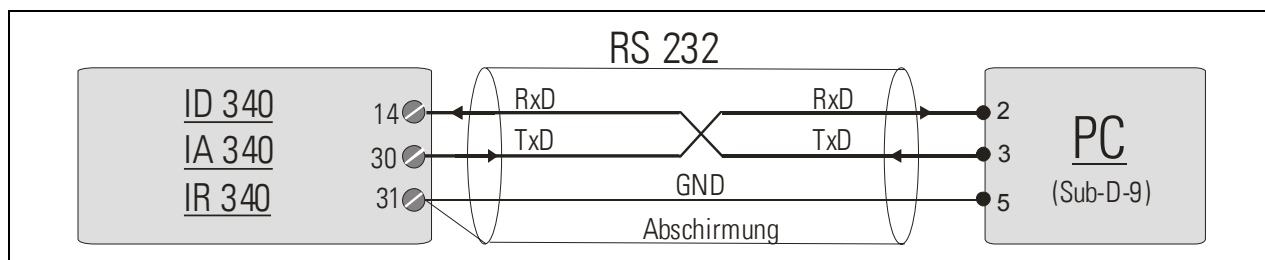 RS 232
ID 340
14
RxD
RxD
2
IA 340
30
TxD
TxD
3
PC
(Sub-D-9)
IR 340
31
GND
5
Abschirmung